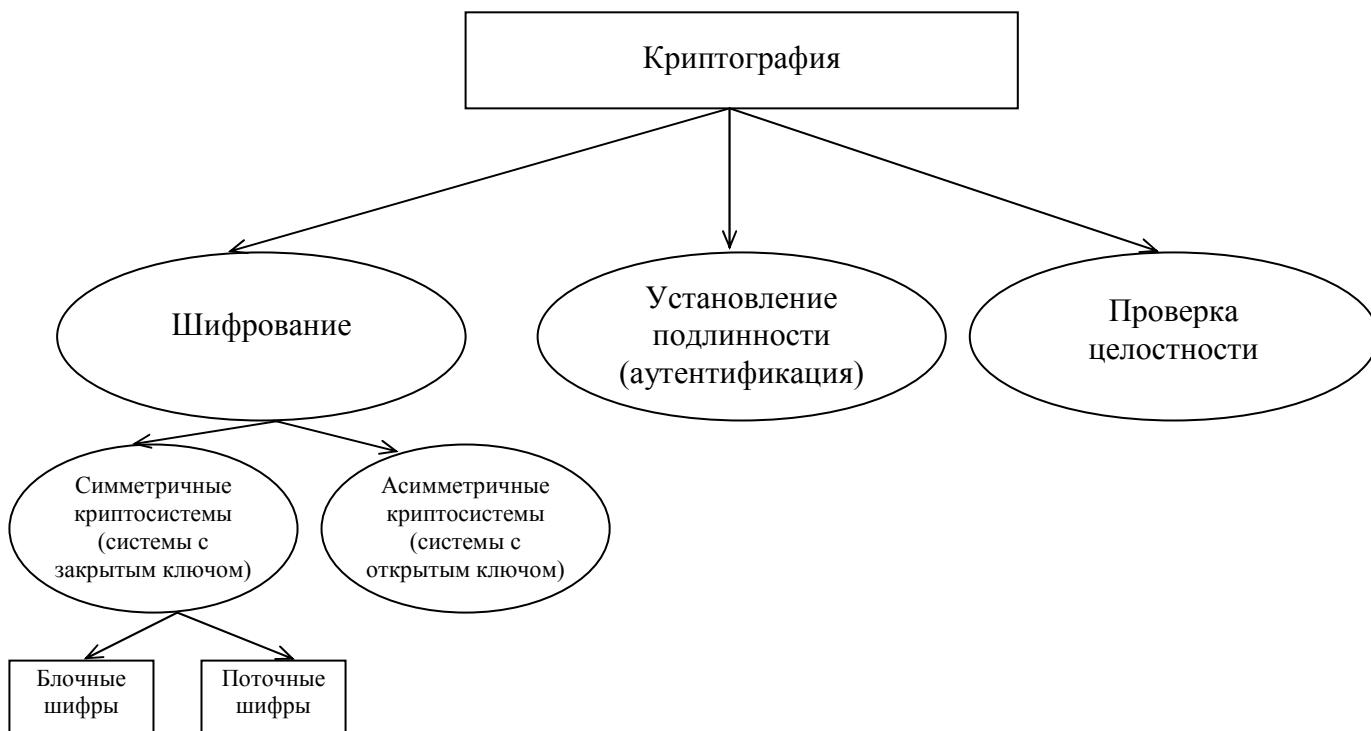 Криптография
Шифрование
Установление
подлинности
(аутентификация)
Проверка
целостности
Симметричные
криптосистемы
(системы с
закрытым ключом)
Асимметричные
криптосистемы
(системы с
открытым ключом)
Блочные
шифры
Поточные
шифры